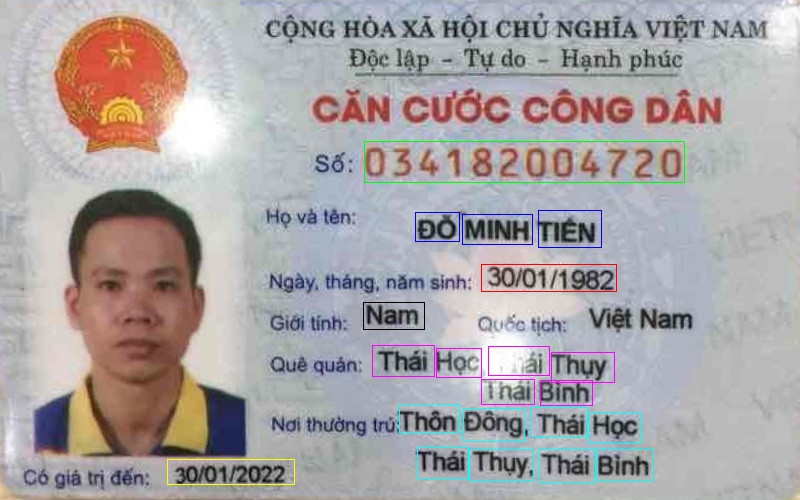 CỘNG HÒA XÃ HỘI CHỦ NGHĨA VIỆT NAM
Độc lập - Tự do - Hạnh phúc
CĂN CƯỚC CÔNG DÂN
Số: 034182004720
Họ và tên: ĐỖ MINH TIẾN
Ngày, tháng, năm sinh: 30/01/1982
Giới tính: Nam Quốc tịch: Việt Nam
Quê quán: Thái Học, Thái Thụy
Thái Bình
Nơi thường trú: Thôn Đông, Thái Học
Thái Thụy, Thái Bình
Có giá trị đến: 30/01/2022